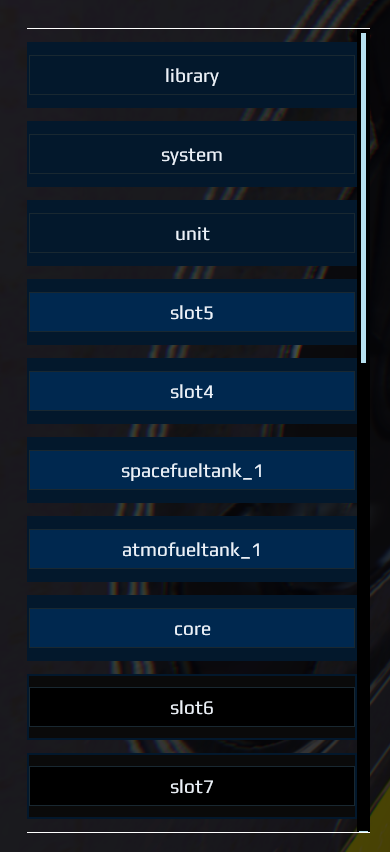 library
system
unit
slot5
slot4
spacefueltank_1
atmofueltank_1
core
slot6
slot7